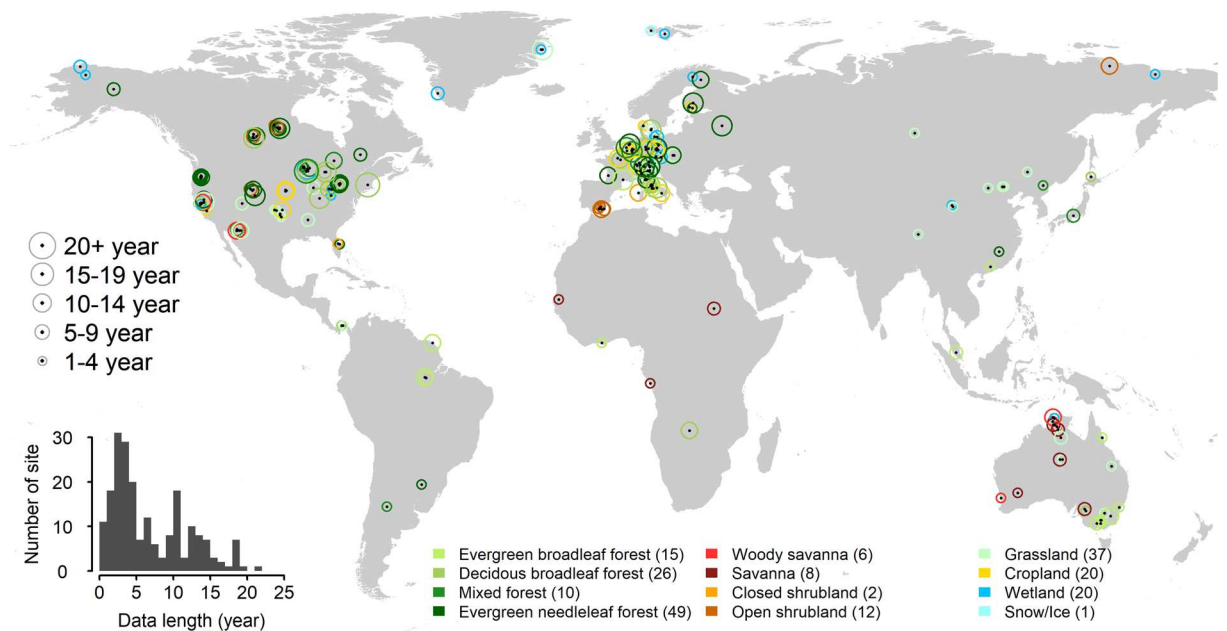 20+ year
15-19 year
10-14 year
5-9 year
1-4 year
Number of site
30
20
10
0
0 5 10 15 20 25
Data length (year)
Evergreen broadleaf forest (15)
Decidous broadleaf forest (26)
Mixed forest (10)
Evergreen needleleaf forest (49)
Woody savanna (6)
Savanna (8)
Closed shrubland (2)
Open shrubland (12)
Grassland (37)
Cropland (20)
Wetland (20)
Snow/Ice (1)